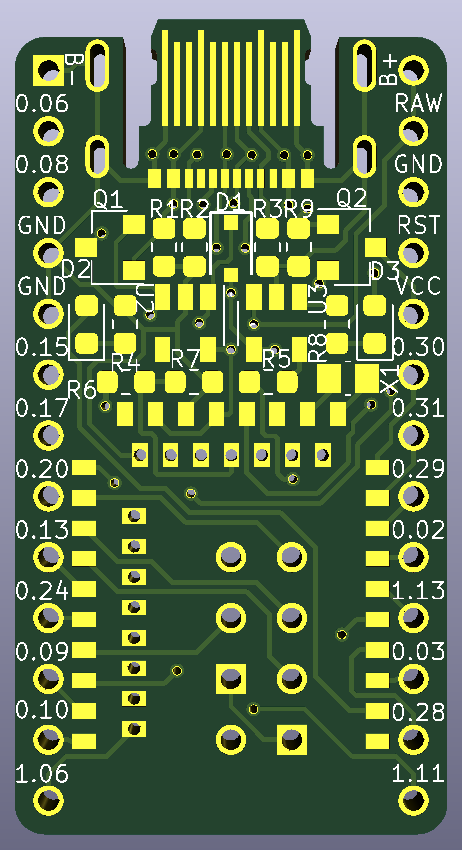 B-
B+
0.06
RAW
0.08
GND
Q1
R1
R2
D1
R3
R9
Q2
GND
RST
D2
D3
GND
U2
U3
VCC
0.15
R8
0.30
R4
R7
R5
R6
X1
0.17
0.31
0.20
0.29
0.13
0.02
0.24
1.13
0.09
0.03
0.10
0.28
1.06
1.11